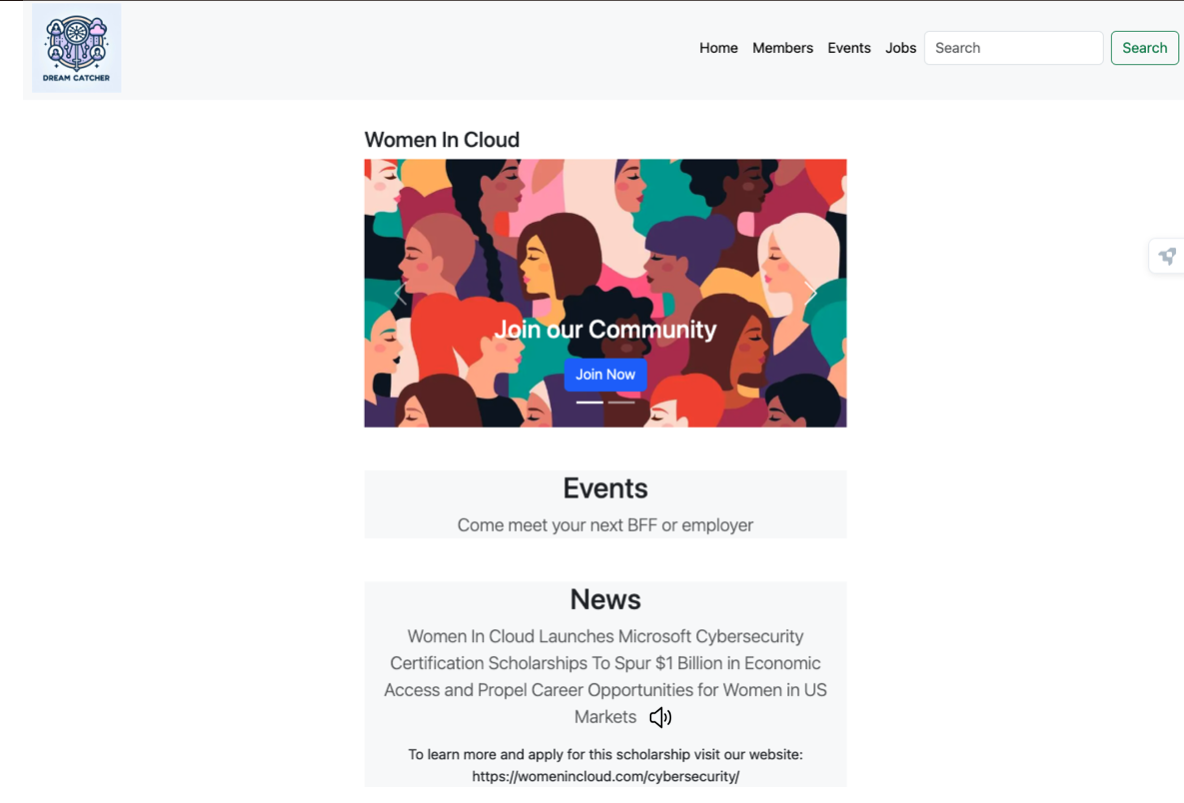 DREAM CATCHER
Home Members Events Jobs Search Search
Women In Cloud
Join our Community
Join Now
Events
Come meet your next BFF or employer
News
Women In Cloud Launches Microsoft Cybersecurity
Certification Scholarships To Spur $1 Billion in Economic
Access and Propel Career Opportunities for Women in US
Markets
To learn more and apply for this scholarship visit our website:
https://womenincloud.com/cybersecurity/